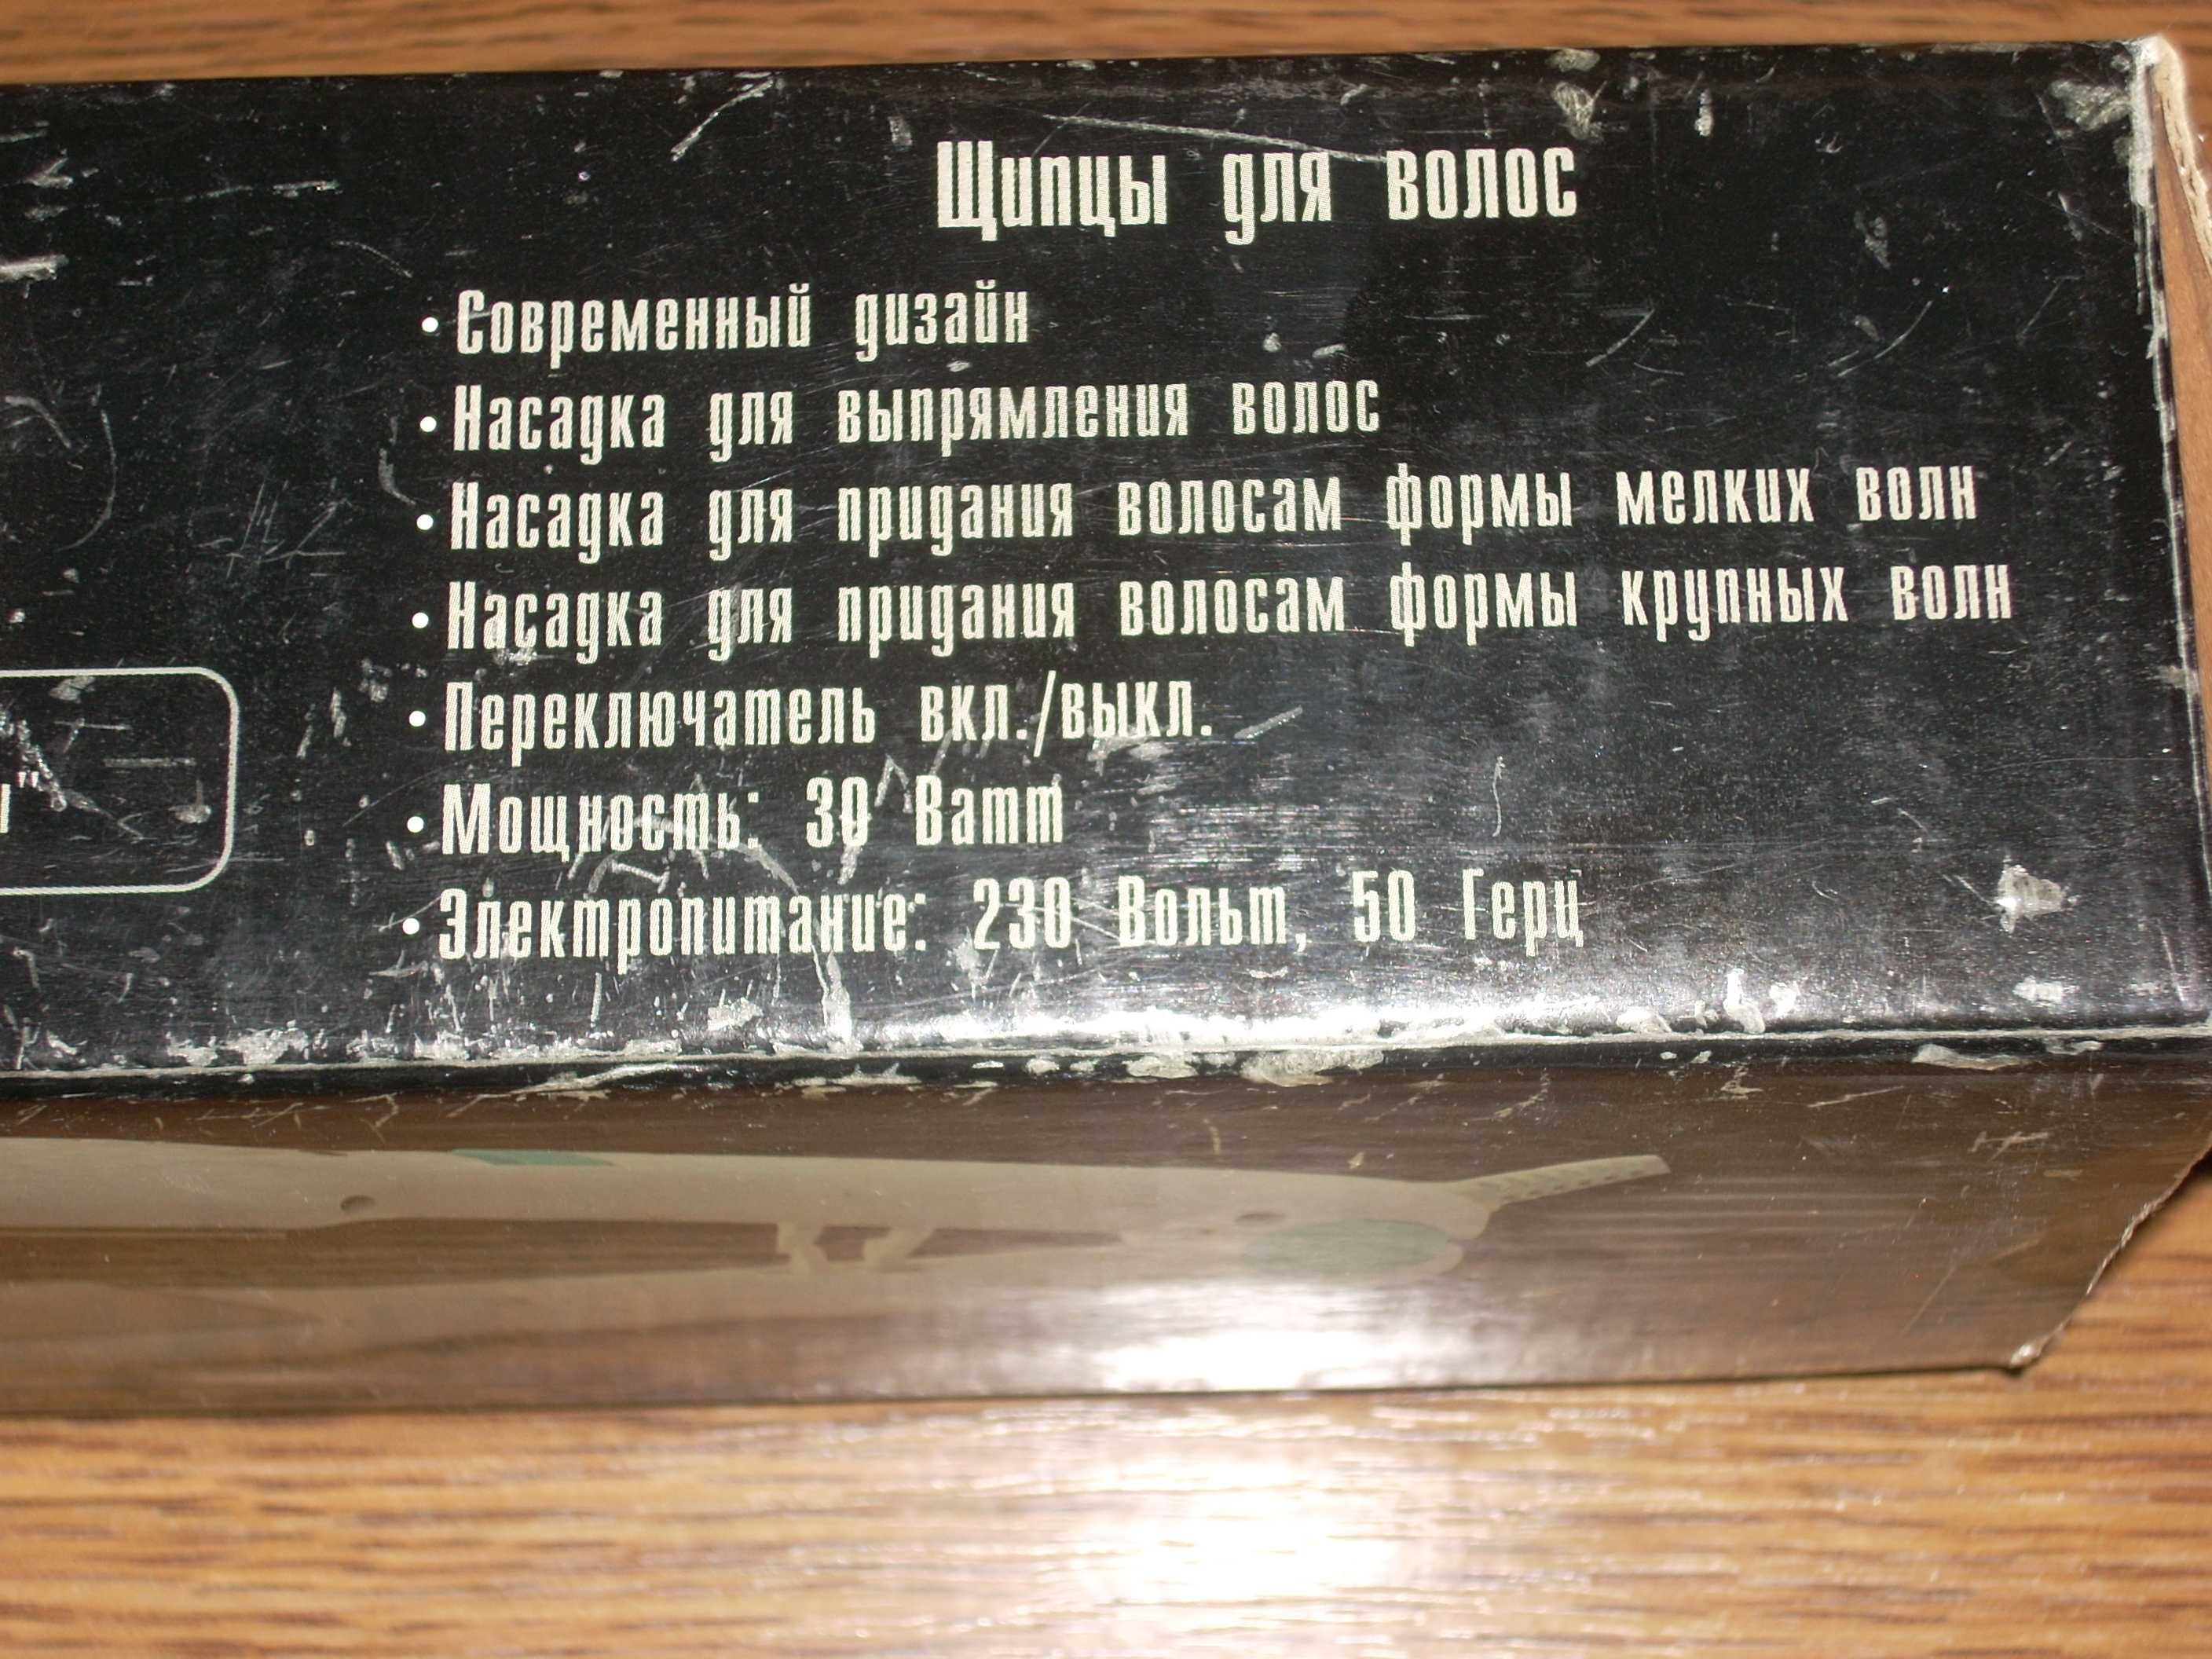 Щипцы для волос
• Современный дизайн
• Насадка для выпрямления волос
• Насадка для придания волосам формы мелких волн
• Насадка для придания волосам формы крупных волн
• Переключатель вкл./выкл.
• Мощность: 30 Ватт
• Электропитание: 230 Вольт, 50 Герц